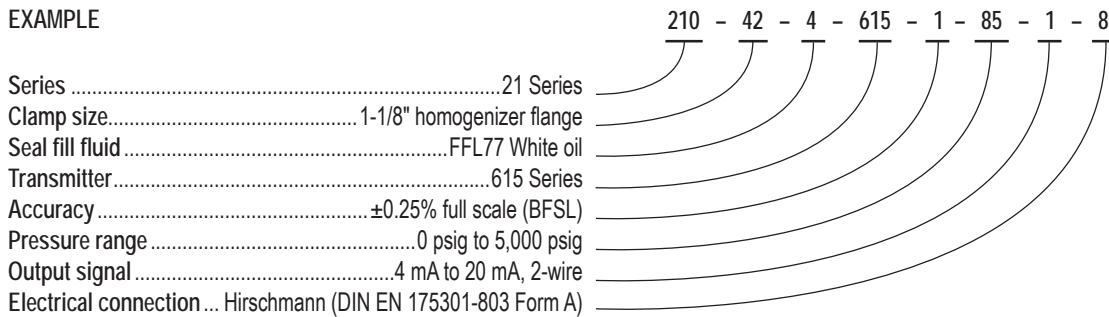 EXAMPLE 210 – 42 – 4 – 615 – 1 – 85 – 1 – 8
Series ......................................................................................21 Series
Clamp size..................................................1-1/8" homogenizer flange
Seal fill fluid .................................................................FFL77 White oil
Transmitter............................................................................615 Series
Accuracy ......................................................±0.25% full scale (BFSL)
Pressure range .....................................................0 psig to 5,000 psig
Output signal ....................................................4 mA to 20 mA, 2-wire
Electrical connection ... Hirschmann (DIN EN 175301-803 Form A)